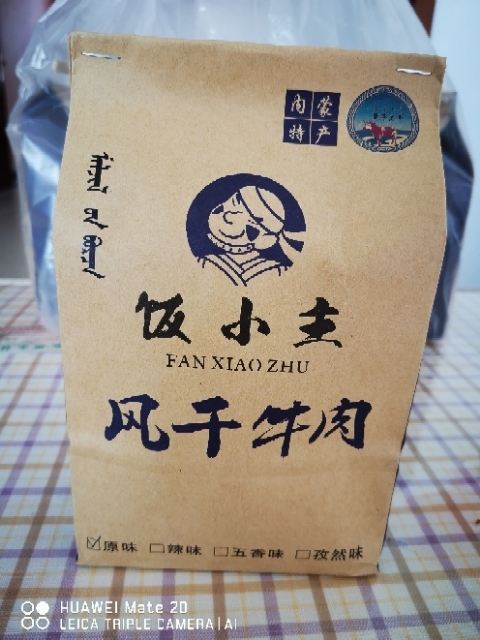 内蒙
特产
饭小主
FAN XIAO ZHU
风干牛肉
☑原味 □辣味 □五香味 □孜然味
HUAWEI Mate 20
LEICA TRIPLE CAMERA | AI